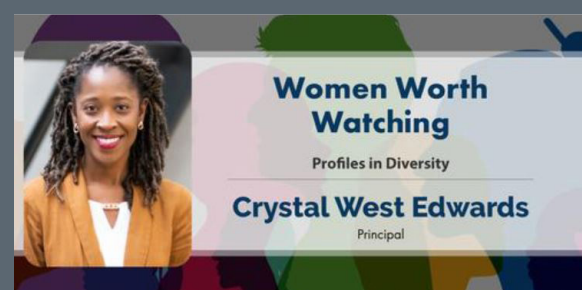 Women Worth
Watching
Profiles in Diversity
Crystal West Edwards
Principal